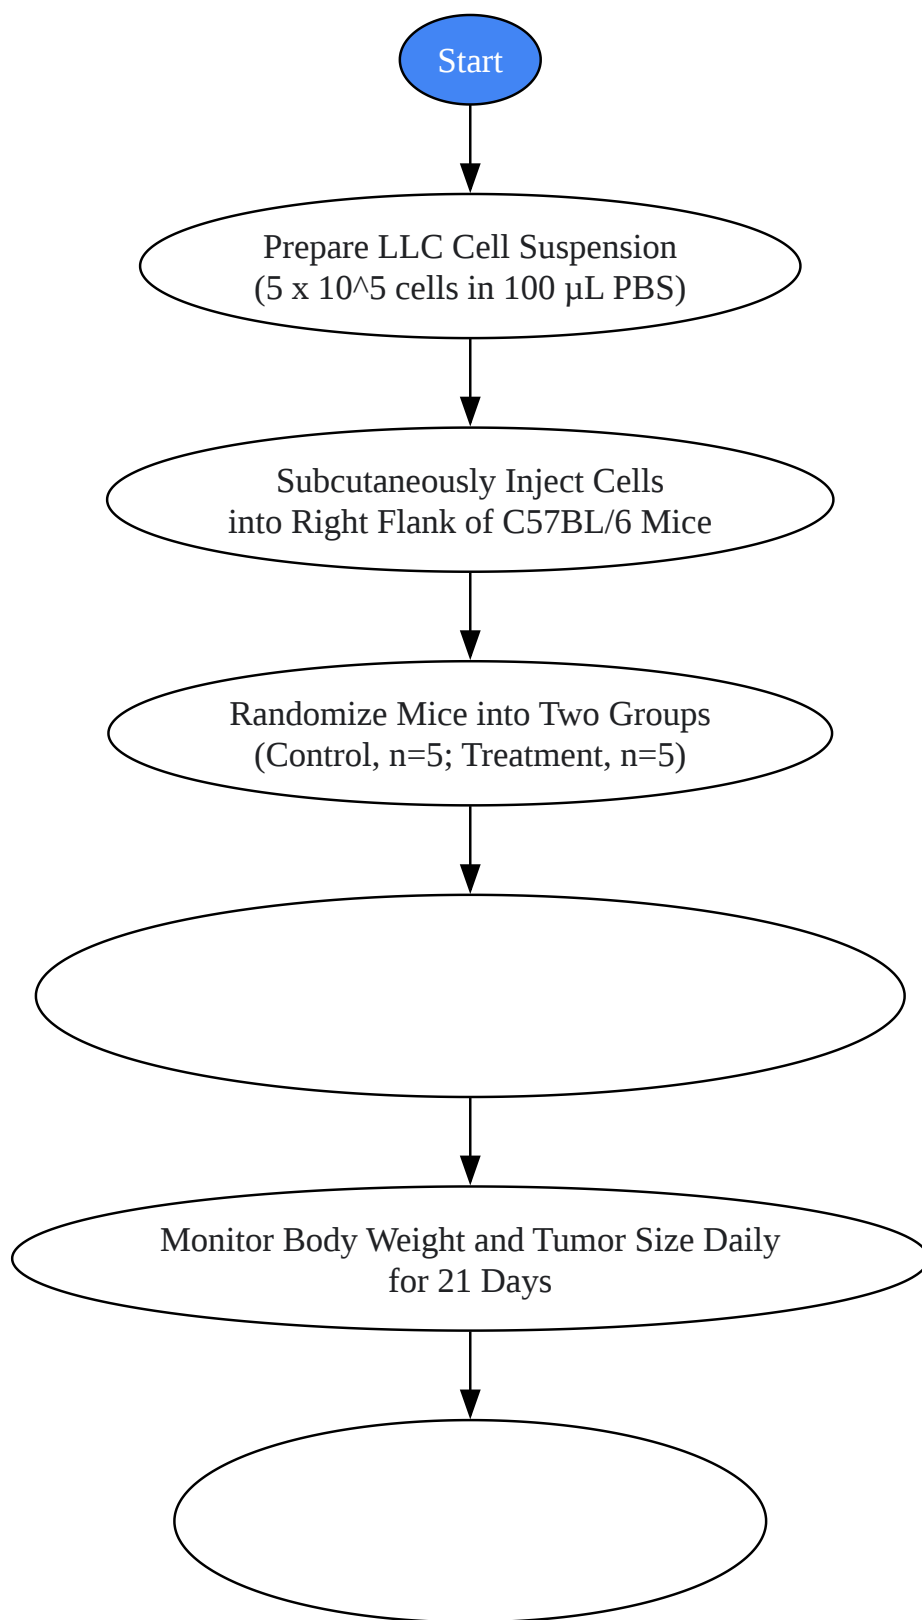 Start
Prepare LLC Cell Suspension
(5 x 10^5 cells in 100 µL PBS)
Subcutaneously Inject Cells
into Right Flank of C57BL/6 Mice
Randomize Mice into Two Groups
(Control, n=5; Treatment, n=5)
Monitor Body Weight and Tumor Size Daily
for 21 Days